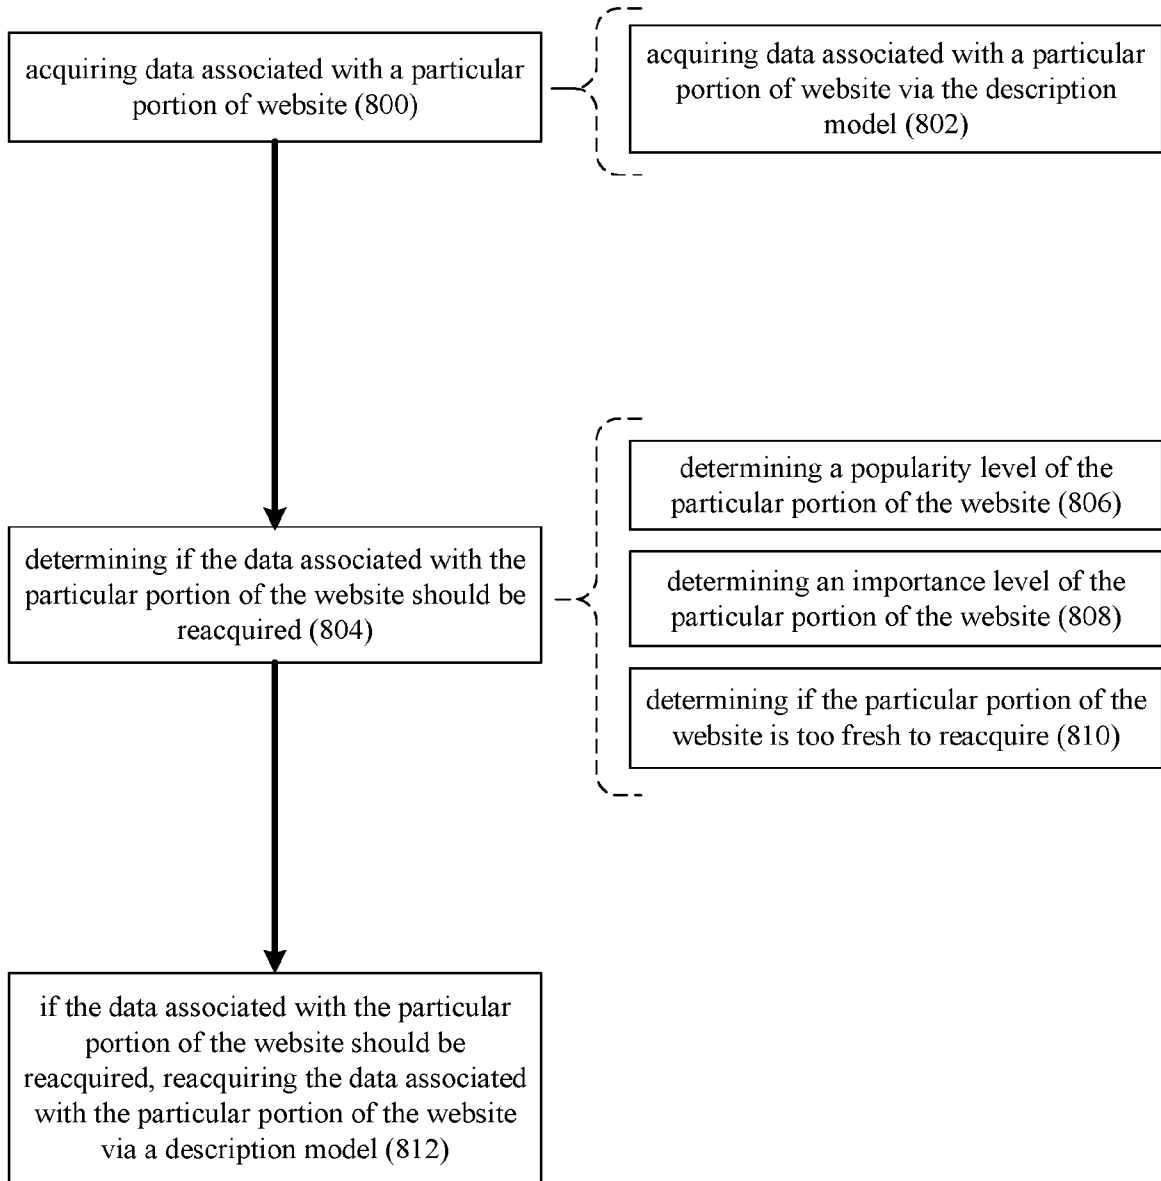 acquiring data associated with a particular
portion of website (800)
acquiring data associated with a particular
portion of website via the description
model (802)
determining if the data associated with the
particular portion of the website should be
reacquired (804)
determining a popularity level of the
particular portion of the website (806)
determining an importance level of the
particular portion of the website (808)
determining if the particular portion of the
website is too fresh to reacquire (810)
if the data associated with the particular
portion of the website should be
reacquired, reacquiring the data associated
with the particular portion of the website
via a description model (812)